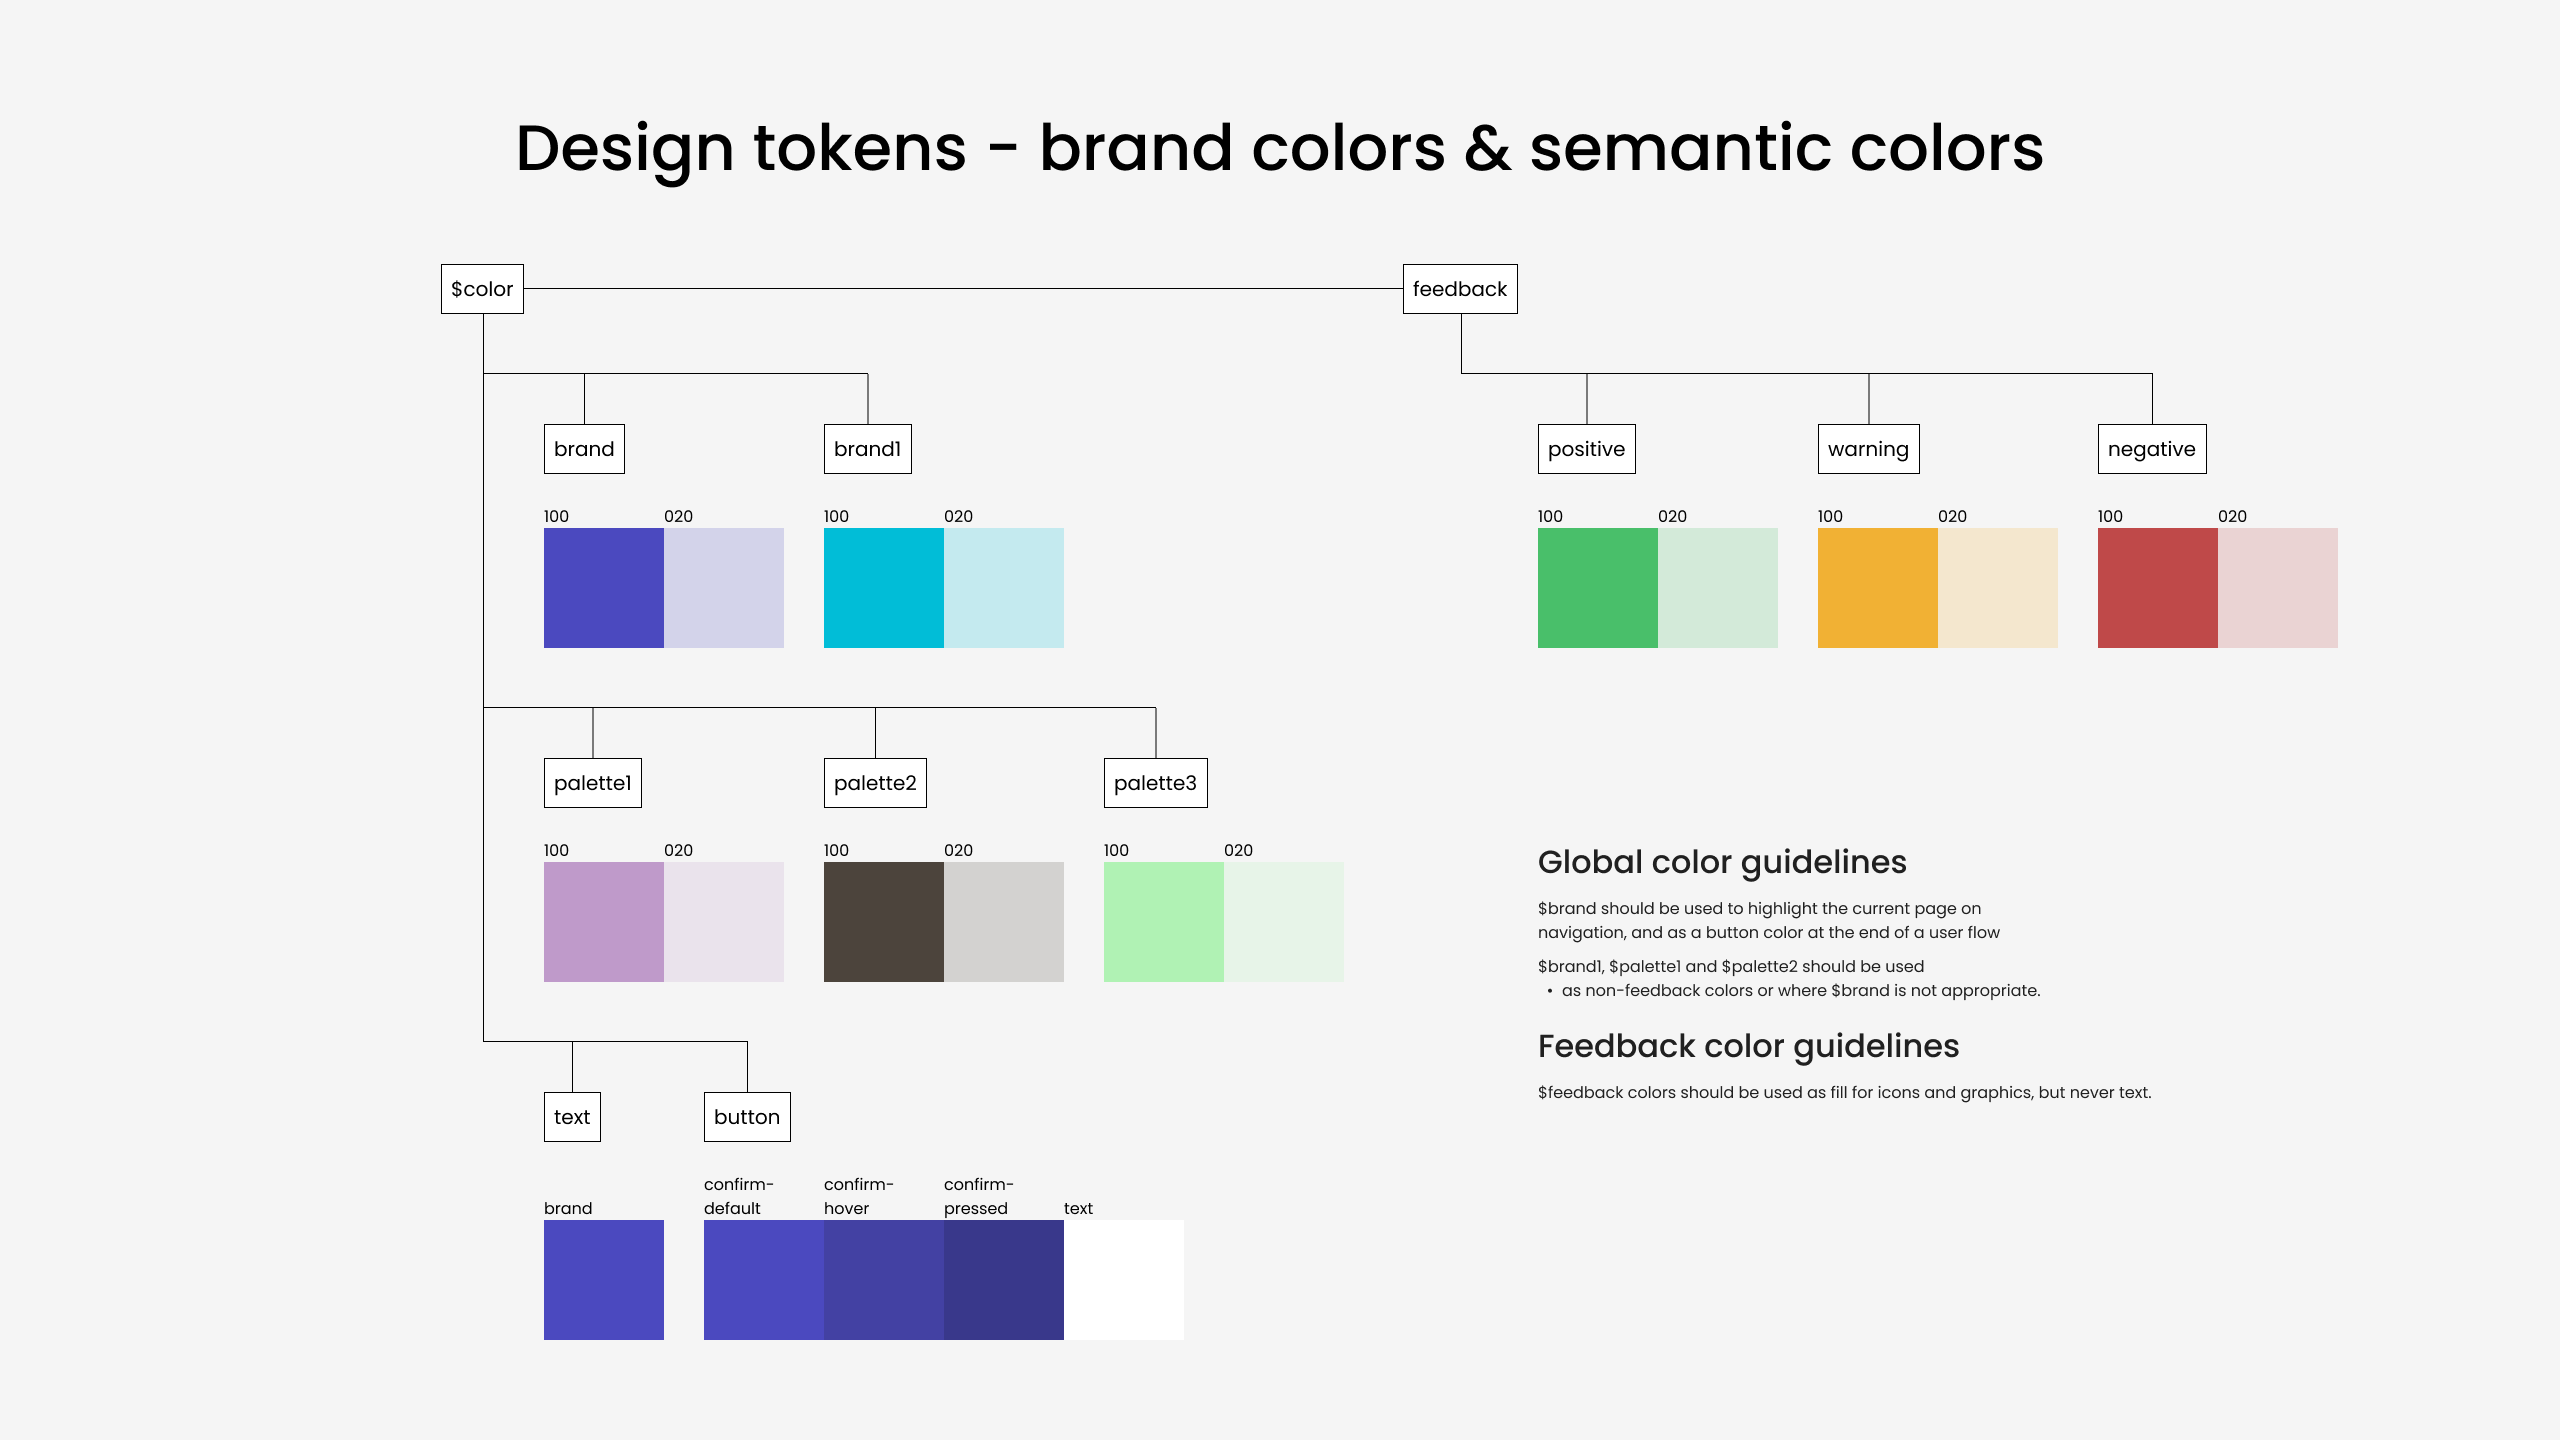 Design tokens - brand colors & semantic colors
$color
feedback
brand
brand1
positive
warning
negative
100
020
100
020
100
020
100
020
100
020
palette1
palette2
palette3
100
020
100
020
100
020
Global color guidelines
$brand should be used to highlight the current page on
navigation, and as a button color at the end of a user flow
$brand1, $palette1 and $palette2 should be used
• as non-feedback colors or where $brand is not appropriate.
Feedback color guidelines
$feedback colors should be used as fill for icons and graphics, but never text.
text
button
brand
confirm-
default
confirm-
hover
confirm-
pressed
text